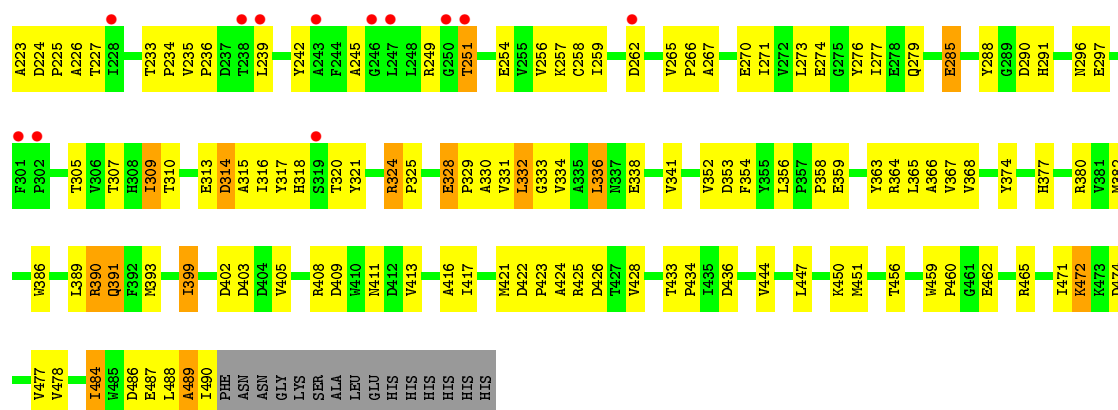 A223 D224 P225 A226 T227 I228 T233 P234 V235 P236 D237 T238 L239 Y242 A243 F244 A245 G246 L247 L248 R249 G250 T251 E254 V255 V256 K257 C258 I259 D262 V265 P266 A267 E270 I271 V272 L273 E274 G275 Y276 I277 E278 Q279 E285 Y288 G289 D290 H291 N296 E297
F301 P302 T305 V306 T307 H308 I309 T310 E313 D314 A315 I316 Y317 H318 S319 T320 Y321 R324 P325 E328 P329 A330 V331 L332 G333 V334 A335 L336 N337 E338 V341 V352 D353 F354 Y355 L356 P357 P358 E359 Y363 R364 L365 A366 V367 V368 Y374 H377 R380 V381 M382
W386 L389 R390 Q391 F392 M393 I399 D402 D403 D404 V405 R408 D409 W410 N411 D412 V413 A416 I417 M421 D422 P423 A424 R425 D426 T427 V428 T433 P434 I435 D436 V444 L447 K450 M451 T456 W459 P460 G461 E462 R465 I471 K472 K473 D474
V477 V478 I484 W485 D486 E487 L488 A489 I490 PHE ASN ASN GLY LYS SER ALA LEU GLU HIS HIS HIS HIS HIS HIS